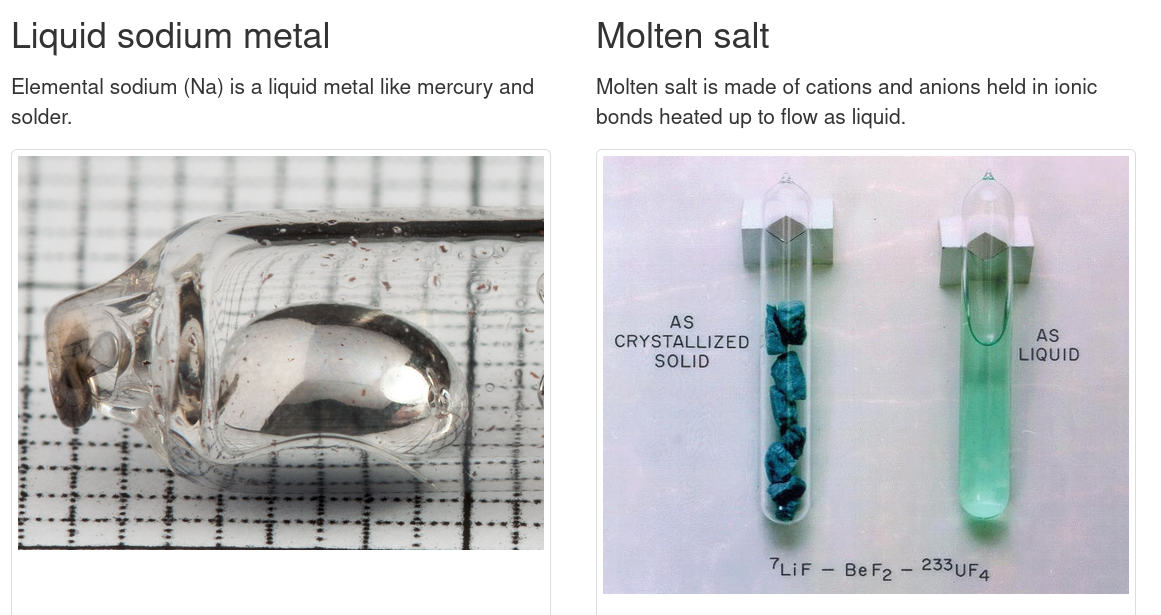 Liquid sodium metal
Elemental sodium (Na) is a liquid metal like mercury and
solder.
Molten salt
Molten salt is made of cations and anions held in ionic
bonds heated up to flow as liquid.
AS
CRYSTALLIZED
SOLID
AS
LIQUID
⁷LiF – BeF₂ – ²³³UF₄